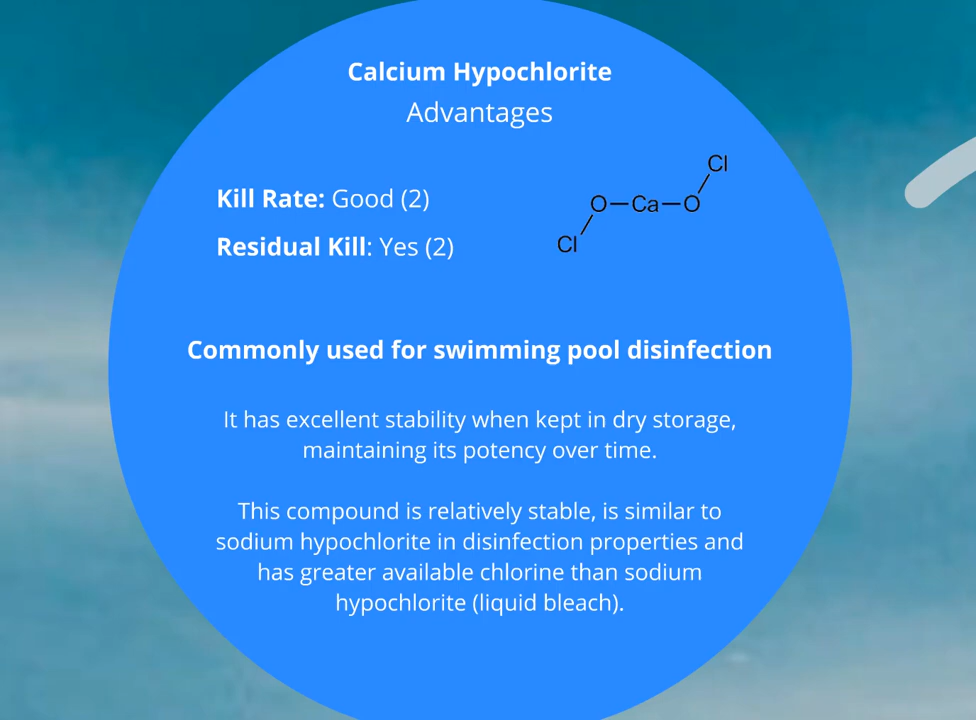 Calcium Hypochlorite
Advantages
Cl
Kill Rate: Good (2)
O—Ca—O
Residual Kill: Yes (2)
Cl
Commonly used for swimming pool disinfection
It has excellent stability when kept in dry storage,
maintaining its potency over time.
This compound is relatively stable, is similar to
sodium hypochlorite in disinfection properties and
has greater available chlorine than sodium
hypochlorite (liquid bleach).